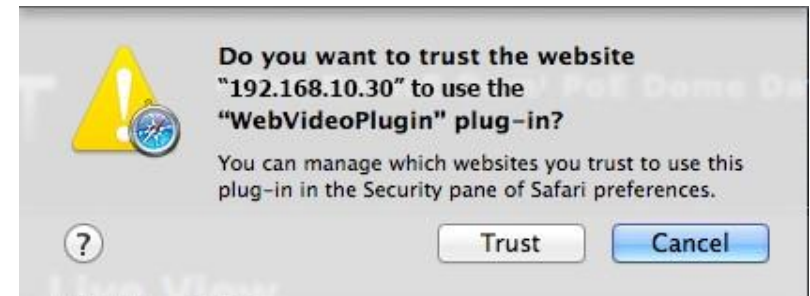 Do you want to trust the website
“192.168.10.30” to use the
“WebVideoPlugin” plug-in?
You can manage which websites you trust to use this
plug-in in the Security pane of Safari preferences.
?
Trust
Cancel
Live View